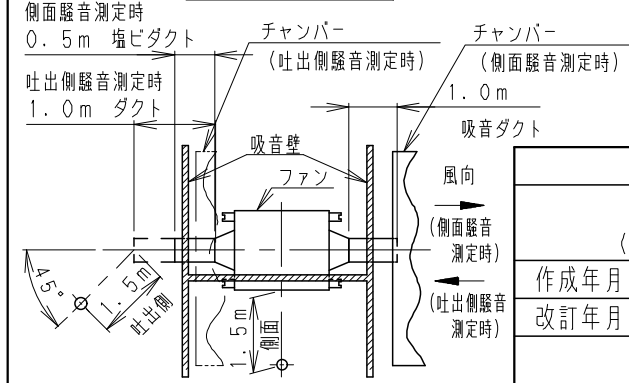 側面騒音測定時
0.5m 塩ビダクト
吐出側騒音測定時
1.0m ダクト
チャンバー
(吐出側騒音測定時)
チャンバー
(側面騒音測定時)
1.0m
吸音ダクト
吸音壁
ファン
風向
(側面騒音
測定時)
(吐出側騒音
測定時)
45°
1.5m
吐出側
1.5m
側面
(
作成年月
改訂年月